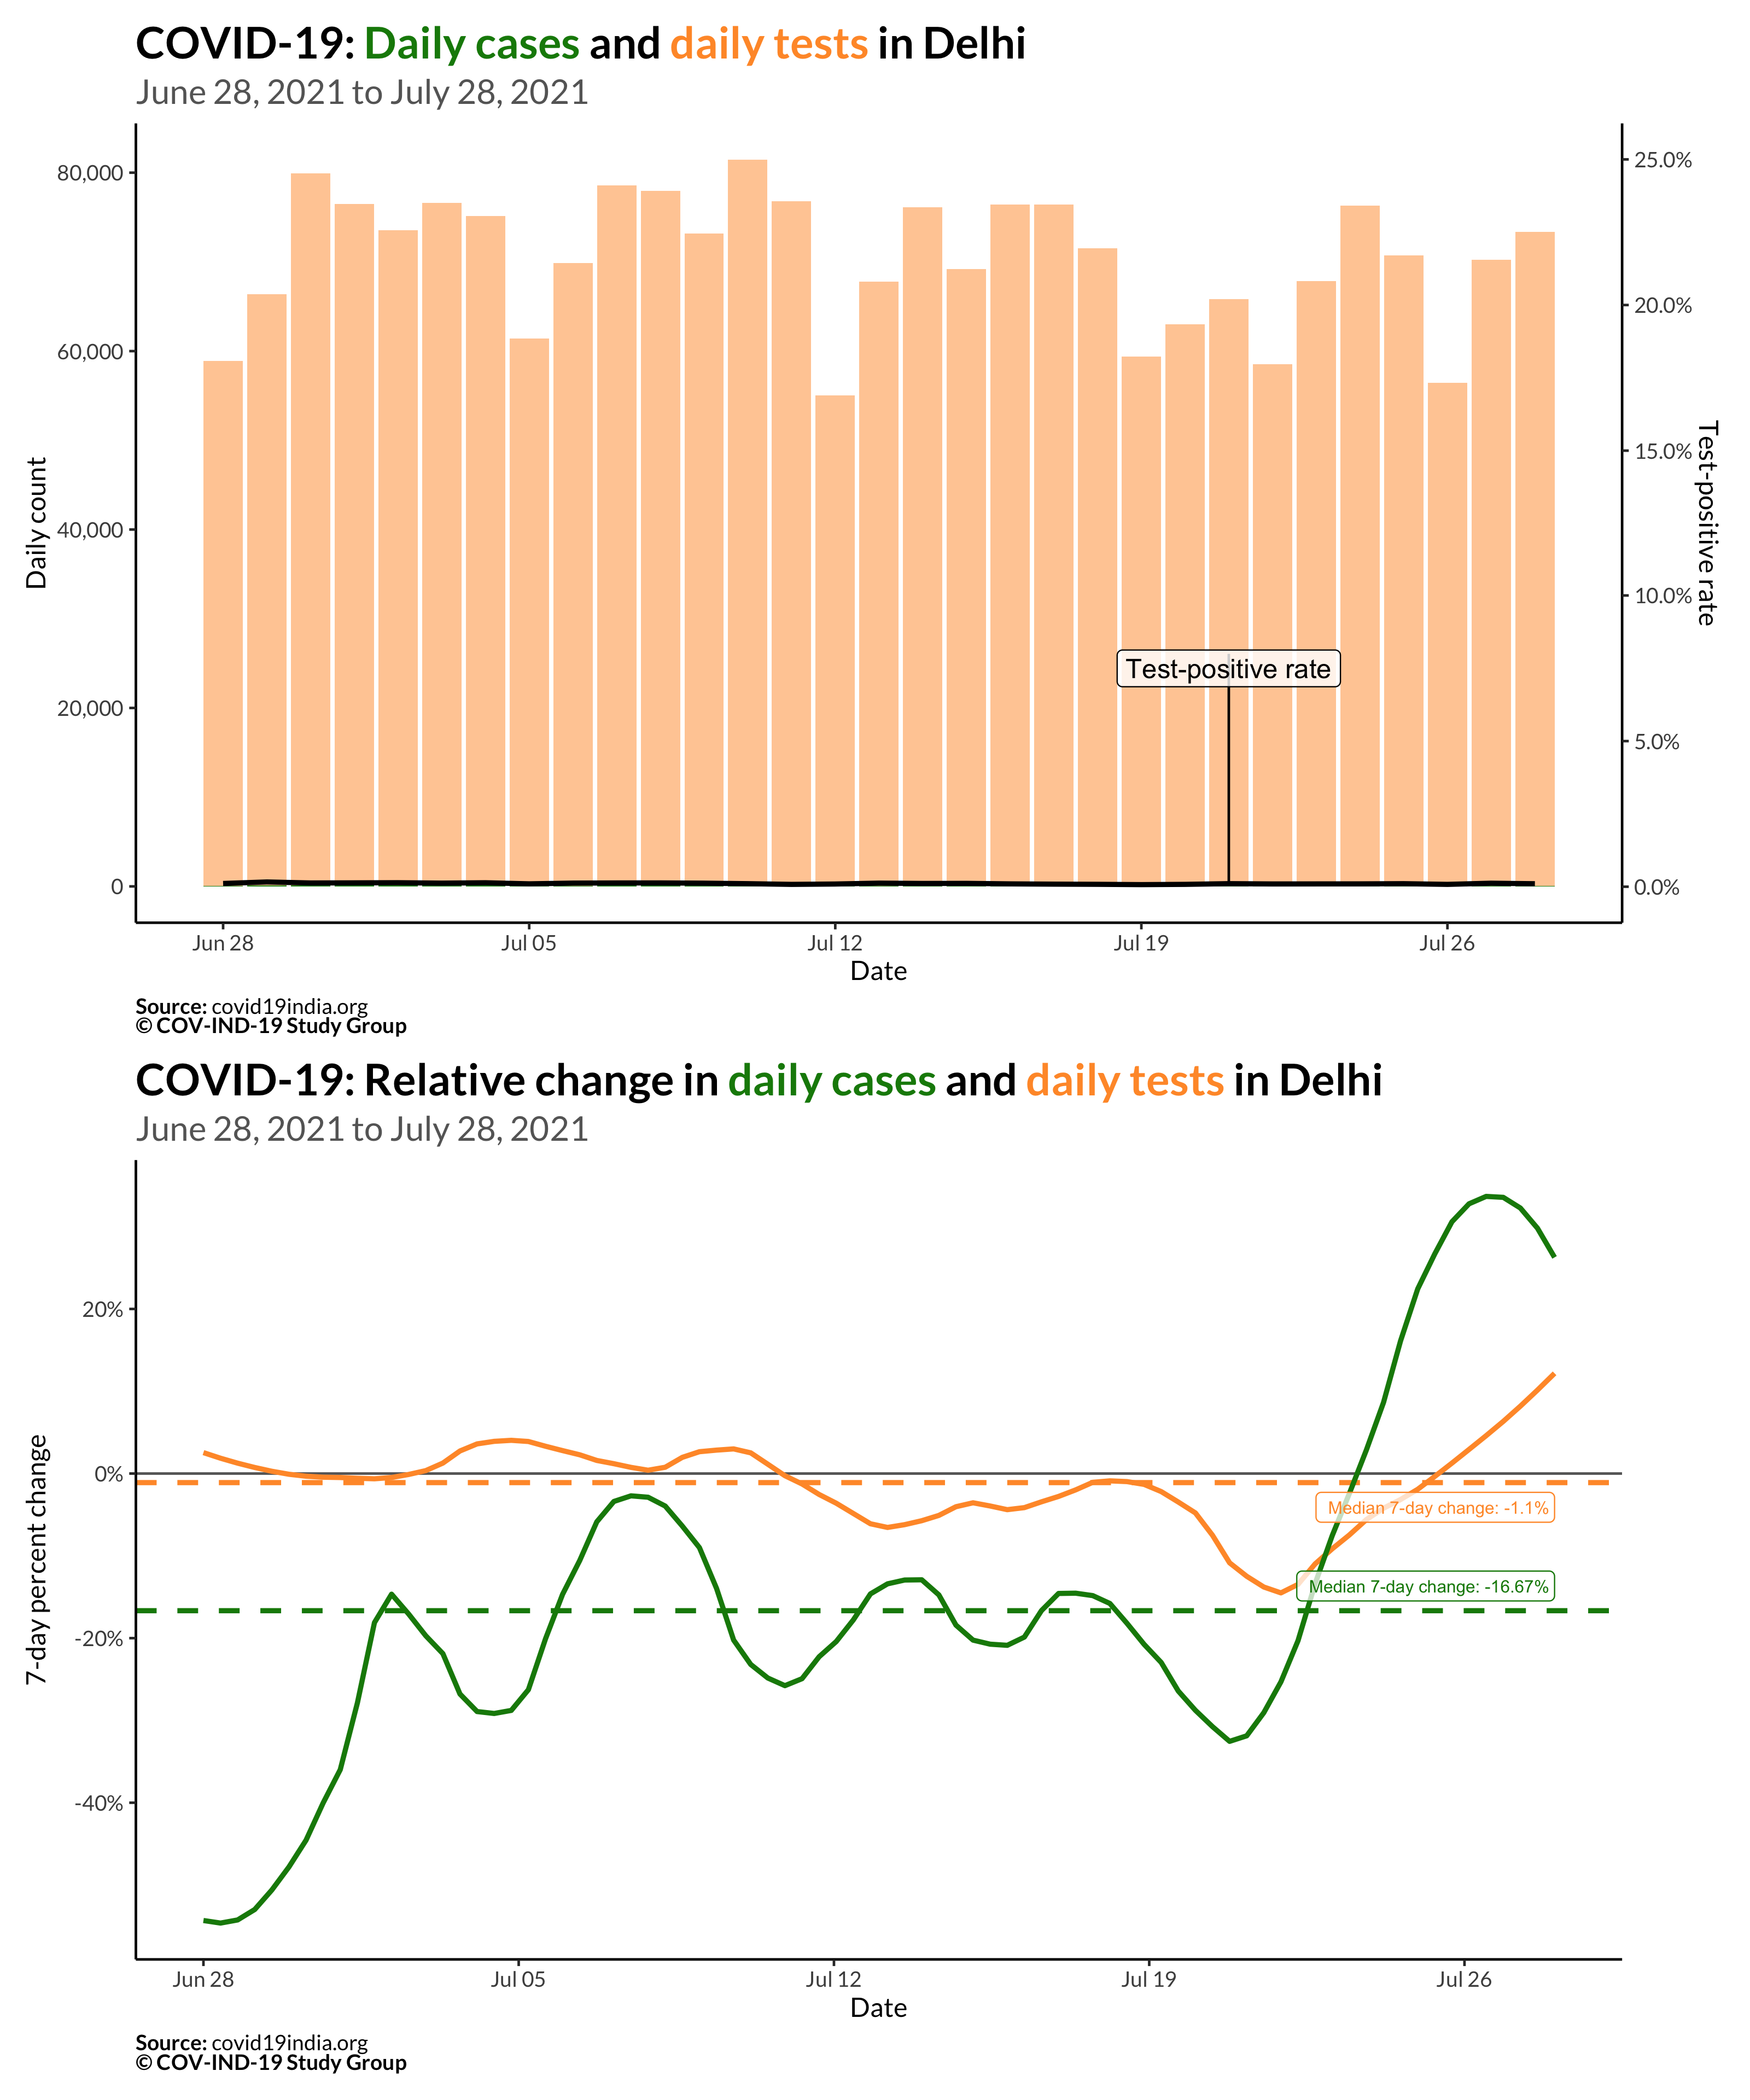 COVID-19: Daily cases and daily tests in Delhi
June 28, 2021 to July 28, 2021
80,000
60,000
40,000
20,000
0
Daily count
25.0%
20.0%
15.0%
10.0%
5.0%
0.0%
Test-positive rate
Test-positive rate
Jun 28
Jul 05
Jul 12
Jul 19
Jul 26
Date
Source: covid19india.org
© COV-IND-19 Study Group
COVID-19: Relative change in daily cases and daily tests in Delhi
June 28, 2021 to July 28, 2021
20%
0%
-20%
-40%
7-day percent change
Median 7-day change: -1.1%
Median 7-day change: -16.67%
Jun 28
Jul 05
Jul 12
Jul 19
Jul 26
Date
Source: covid19india.org
© COV-IND-19 Study Group